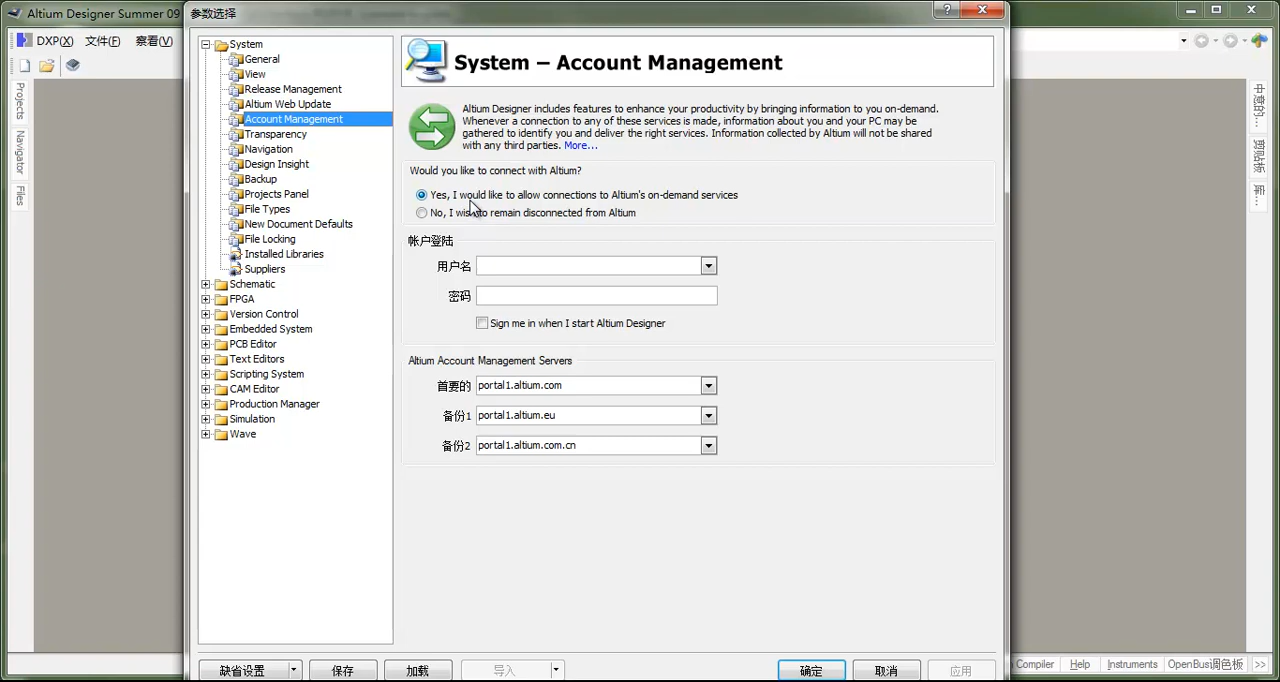 Altium Designer Summer 09
参数选择
DXP(X) 文件(F) 察看(V)
Projects
Navigator
Files
System
General
View
Release Management
Altium Web Update
Account Management
Transparency
Navigation
Design Insight
Backup
Projects Panel
File Types
New Document Defaults
File Locking
Installed Libraries
Suppliers
Schematic
FPGA
Version Control
Embedded System
PCB Editor
Text Editors
Scripting System
CAM Editor
Production Manager
Simulation
Wave
System – Account Management
Altium Designer includes features to enhance your productivity by bringing information to you on-demand.
Whenever a connection to any of these services is made, information about you and your PC may be
gathered to identify you and deliver the right services. Information collected by Altium will not be shared
with any third parties. More...
Would you like to connect with Altium?
Yes, I would like to allow connections to Altium's on-demand services
No, I wish to remain disconnected from Altium
帐户登陆
用户名
密码
Sign me in when I start Altium Designer
Altium Account Management Servers
首要的 portal1.altium.com
备份1 portal1.altium.eu
备份2 portal1.altium.com.cn
缺省设置 保存 加载 导入 确定 取消 应用
中意的...
剪贴板
库...
Compiler Help Instruments OpenBus调色板 >>